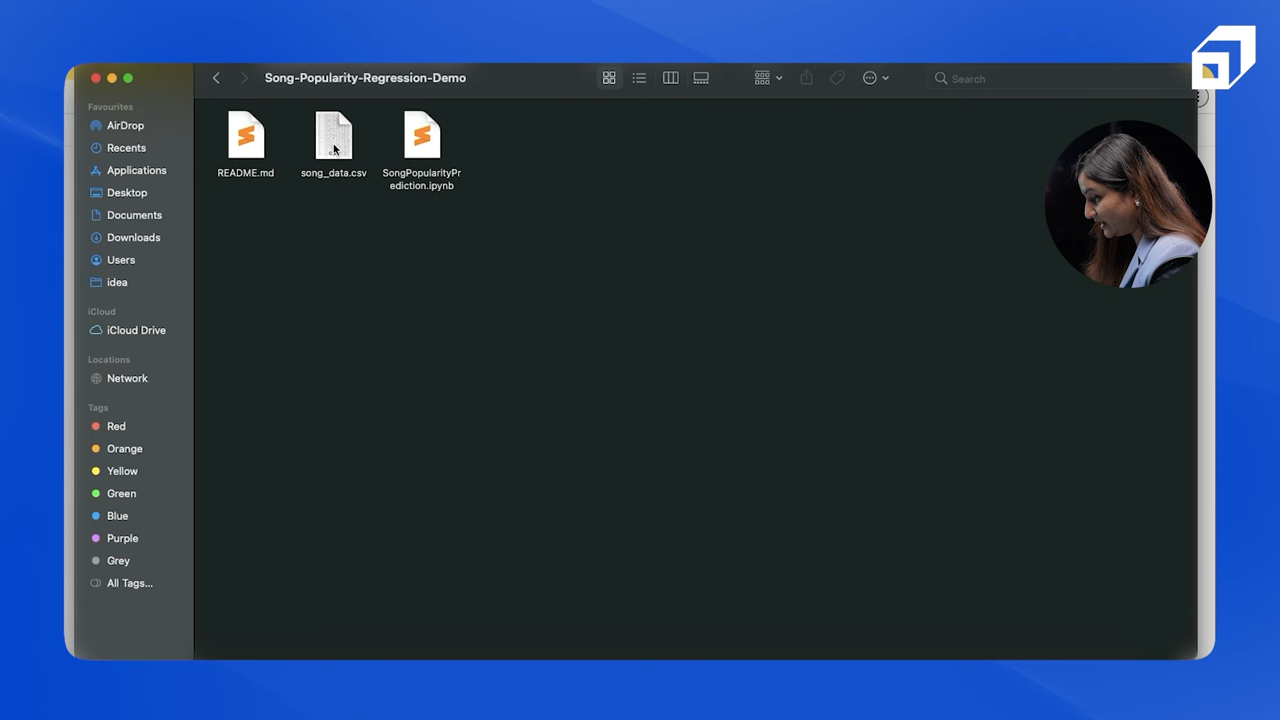 Song-Popularity-Regression-Demo
Search
Favourites
AirDrop
Recents
Applications
Desktop
Documents
Downloads
Users
idea
iCloud
iCloud Drive
Locations
Network
Tags
Red
Orange
Yellow
Green
Blue
Purple
Grey
All Tags...
README.md
song_data.csv
SongPopularityPr
ediction.ipynb